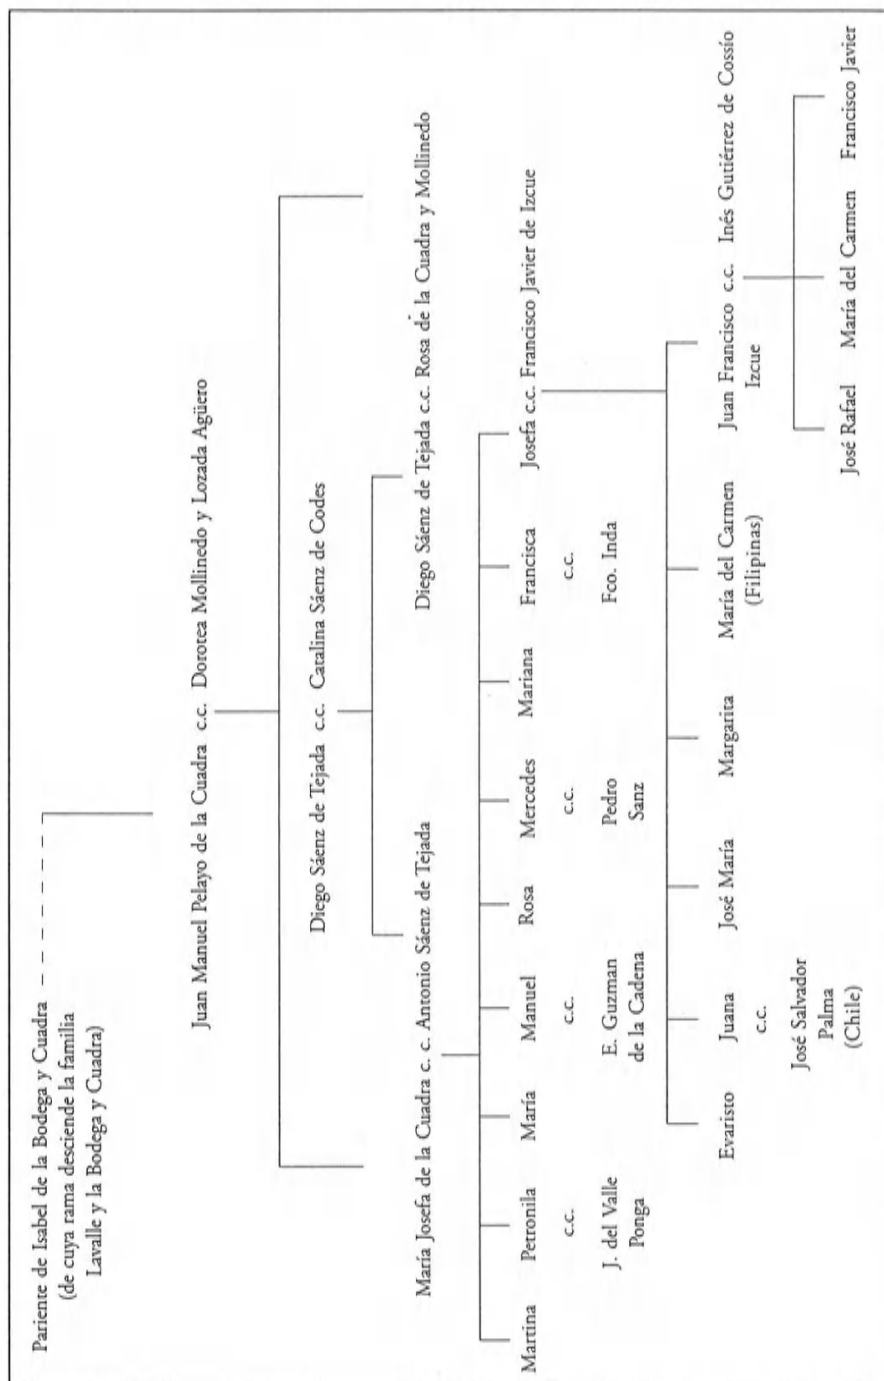 Pariente de Isabel de la Bodega y Cuadra
(de cuya rama desciende la familia
Lavalle y la Bodega y Cuadra)
Juan Manuel Pelayo de la Cuadra c.c. Dorotea Mollinedo y Lozada Agüero
Diego Sáenz de Tejada c.c. Catalina Sáenz de Codes
María Josefa de la Cuadra c. c. Antonio Sáenz de Tejada
Diego Sáenz de Tejada c.c. Rosa de la Cuadra y Mollinedo
Martina Petronila María Manuel Rosa Mercedes Mariana Francisca Josefa c.c. Francisco Javier de Izcue
c.c. c.c. c.c. c.c.
J. del Valle E. Guzman Pedro Fco. Inda
Ponga de la Cadena Sanz
Evaristo Juana José María Margarita María del Carmen Juan Francisco c.c. Inés Gutiérrez de Cossío
c.c. (Filipinas) Izcue
José Salvador
Palma
(Chile)
José Rafael María del Carmen Francisco Javier